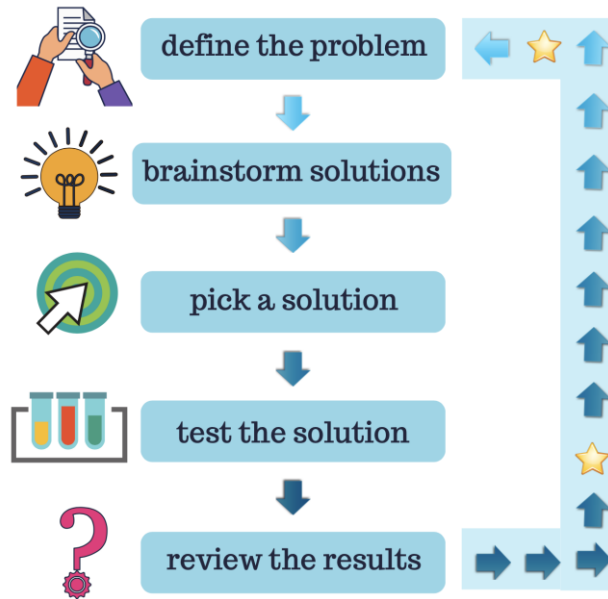 define the problem
brainstorm solutions
pick a solution
test the solution
review the results